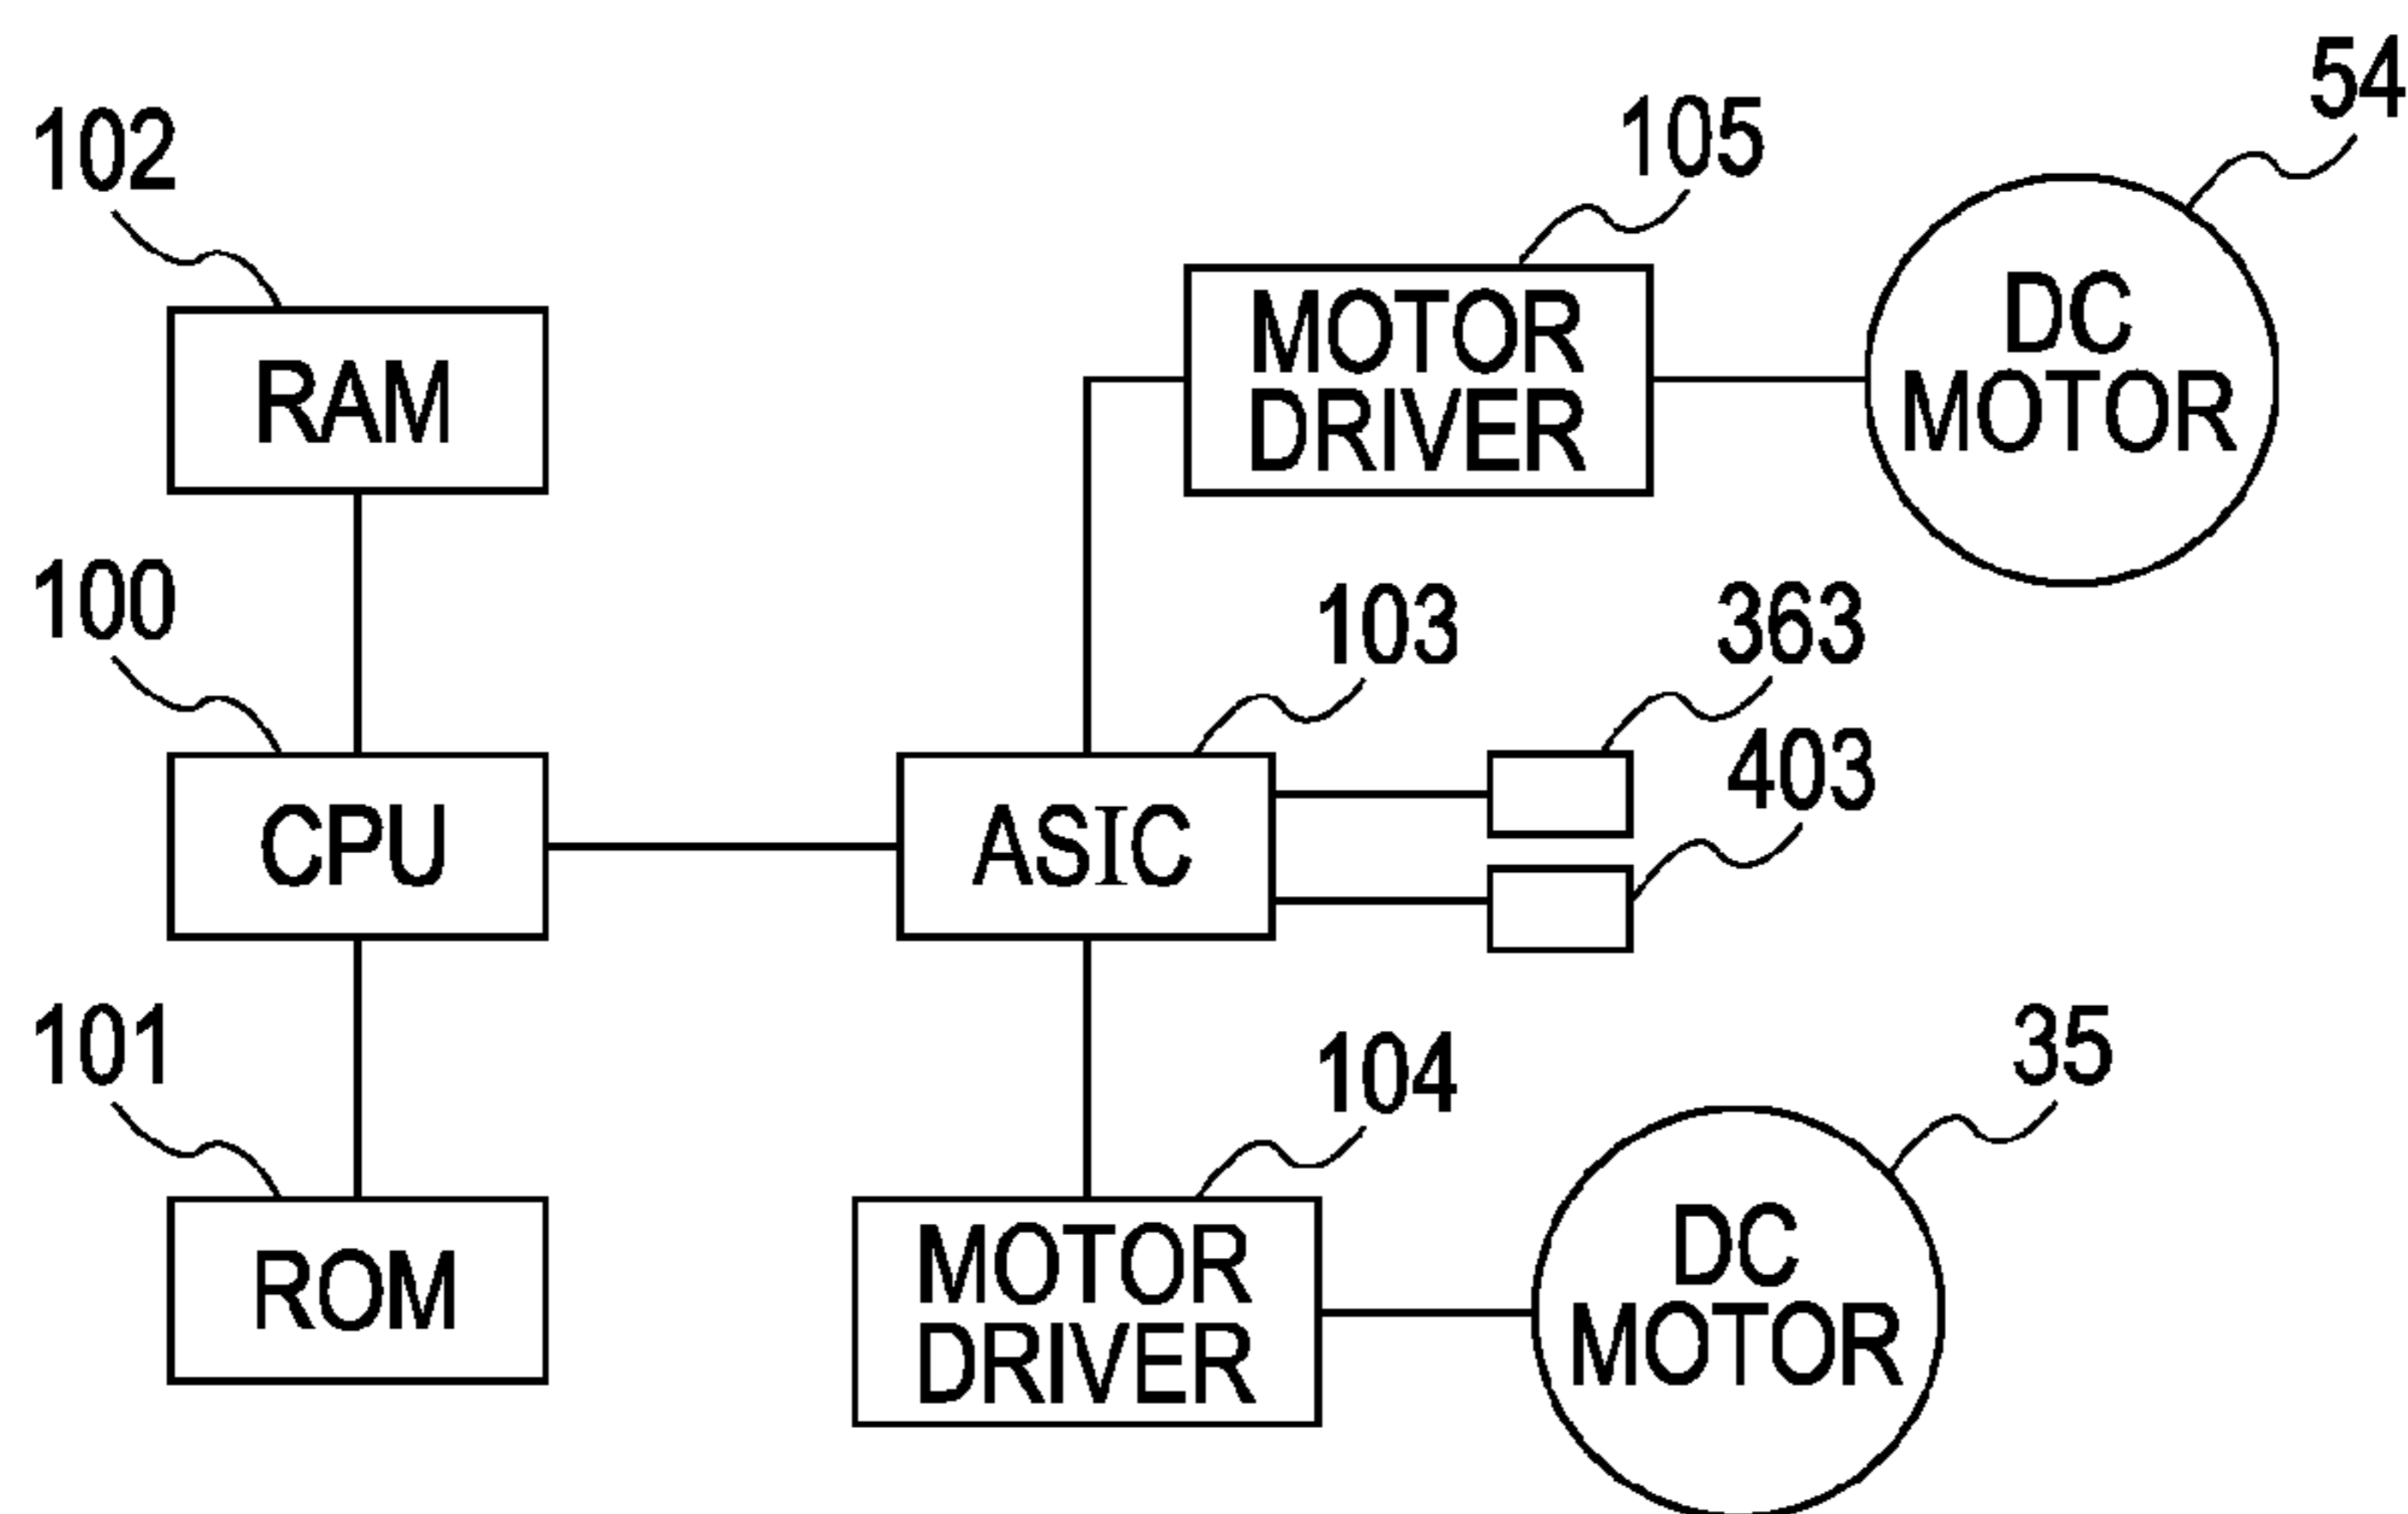 54
105
102
DC
MOTOR
MOTOR
DRIVER
RAM
100
103
363
403
CPU
ASIC
101
104
35
MOTOR
DRIVER
DC
MOTOR
ROM